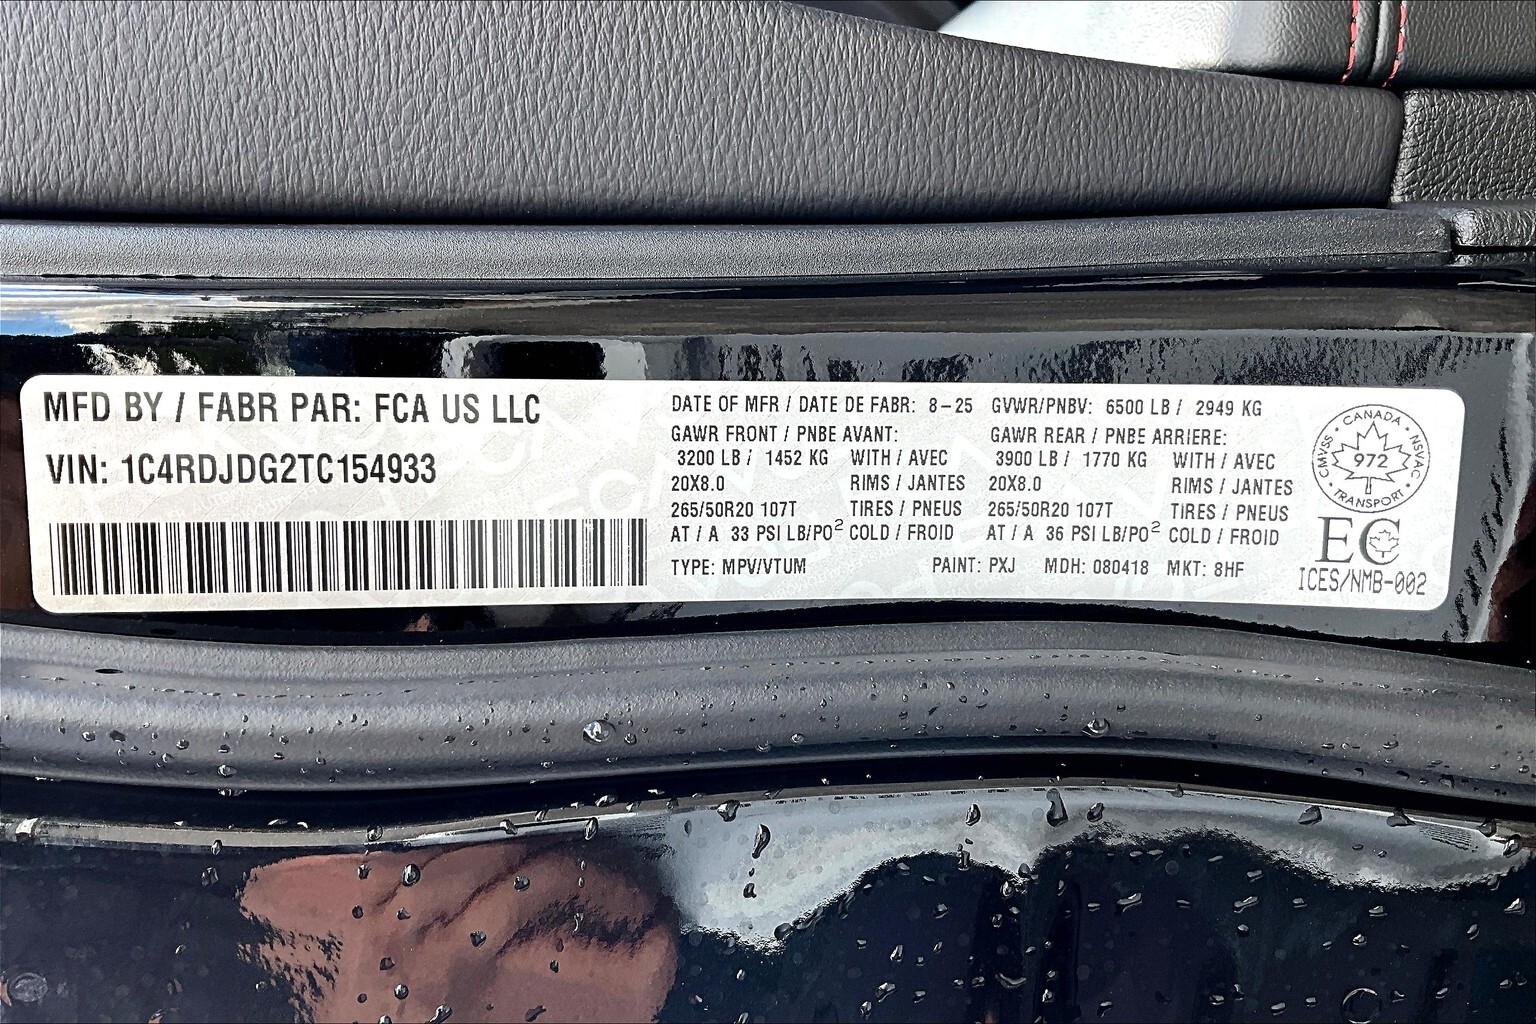 MFD BY / FABR PAR: FCA US LLC
VIN: 1C4RDJDG2TC154933
DATE OF MFR / DATE DE FABR: 8-25 GVWR/PNBV: 6500 LB / 2949 KG
GAWR FRONT / PNBE AVANT: GAWR REAR / PNBE ARRIERE:
3200 LB / 1452 KG WITH / AVEC 3900 LB / 1770 KG WITH / AVEC
20X8.0 RIMS / JANTES 20X8.0 RIMS / JANTES
265/50R20 107T TIRES / PNEUS 265/50R20 107T TIRES / PNEUS
AT / A 33 PSI LB/PO² COLD / FROID AT / A 36 PSI LB/PO² COLD / FROID
TYPE: MPV/VTUM PAINT: PXJ MDH: 080418 MKT: 8HF
CANADA
CMVSS 972 NSVAC
TRANSPORT
EC
ICES/NMB-002